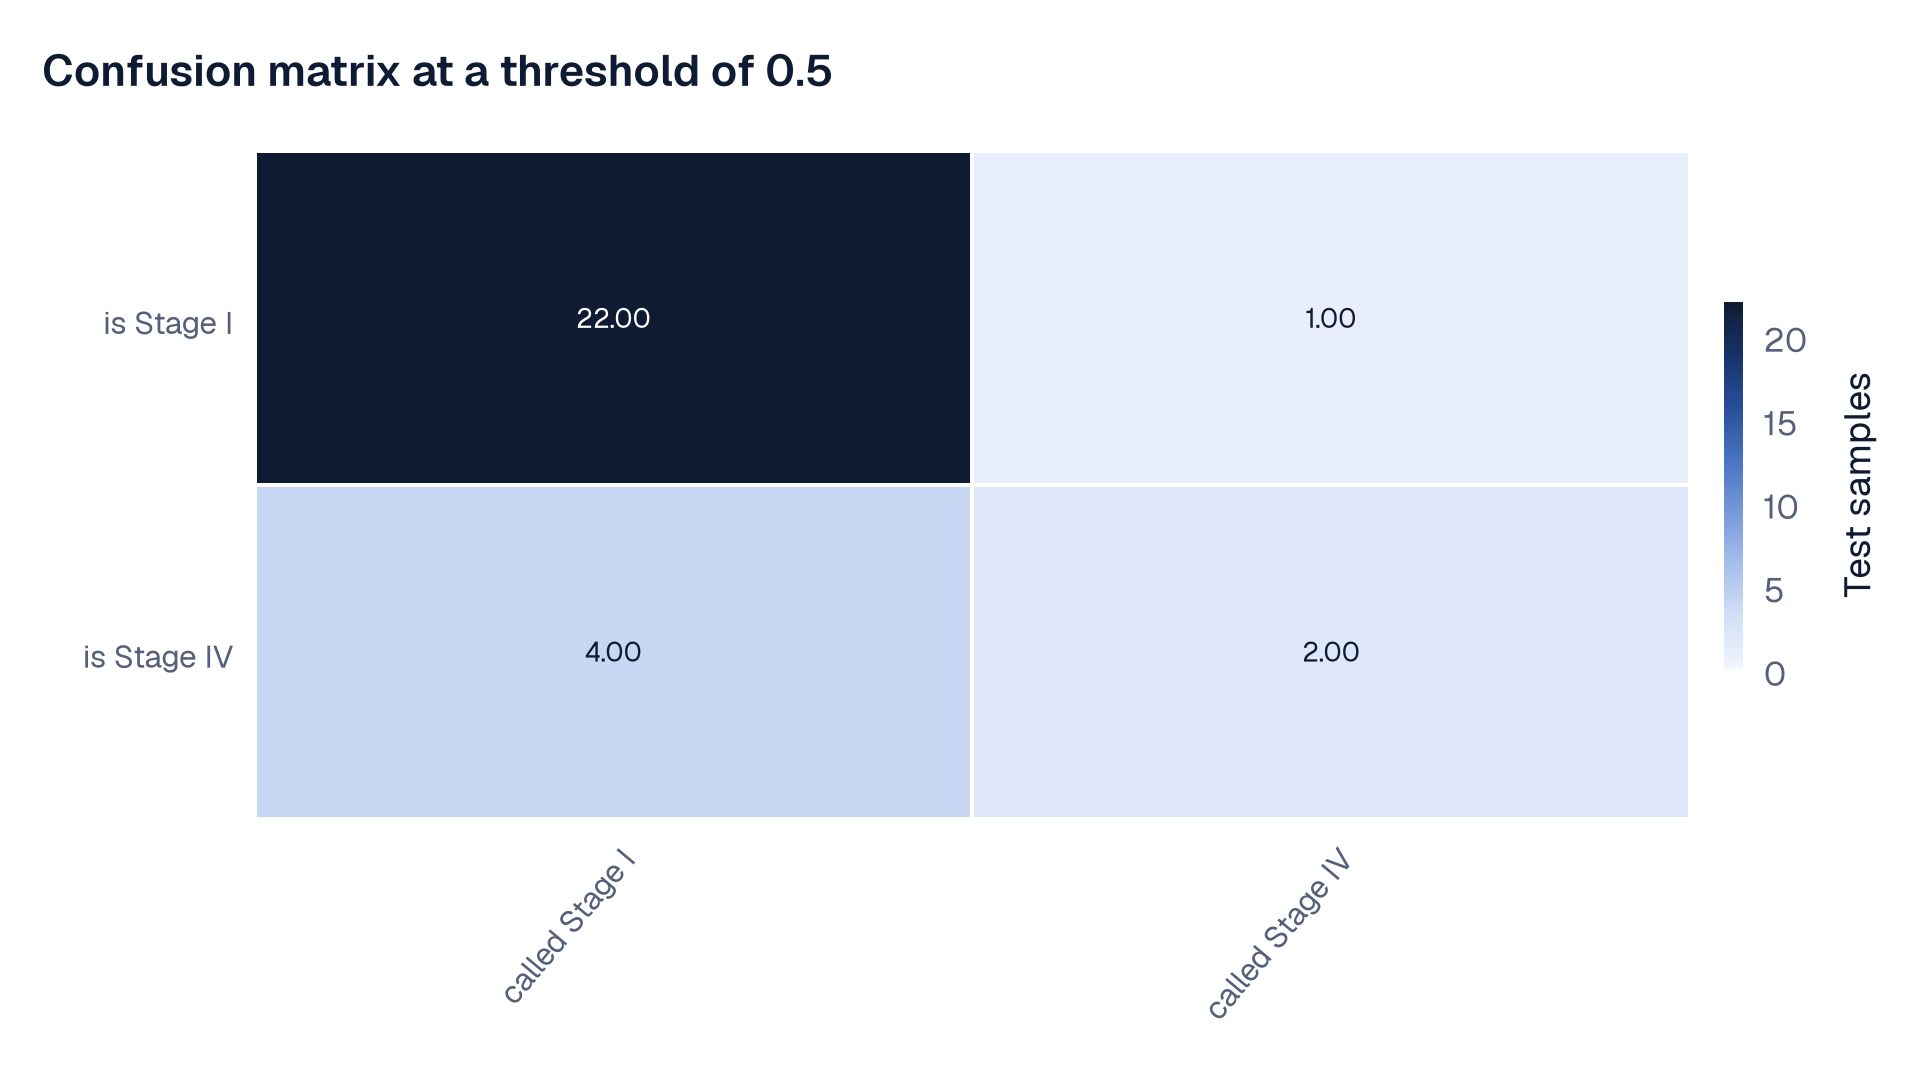 Confusion matrix at a threshold of 0.5
is Stage I
22.00
1.00
is Stage IV
4.00
2.00
called Stage I
called Stage IV
20
15
10
5
0
Test samples